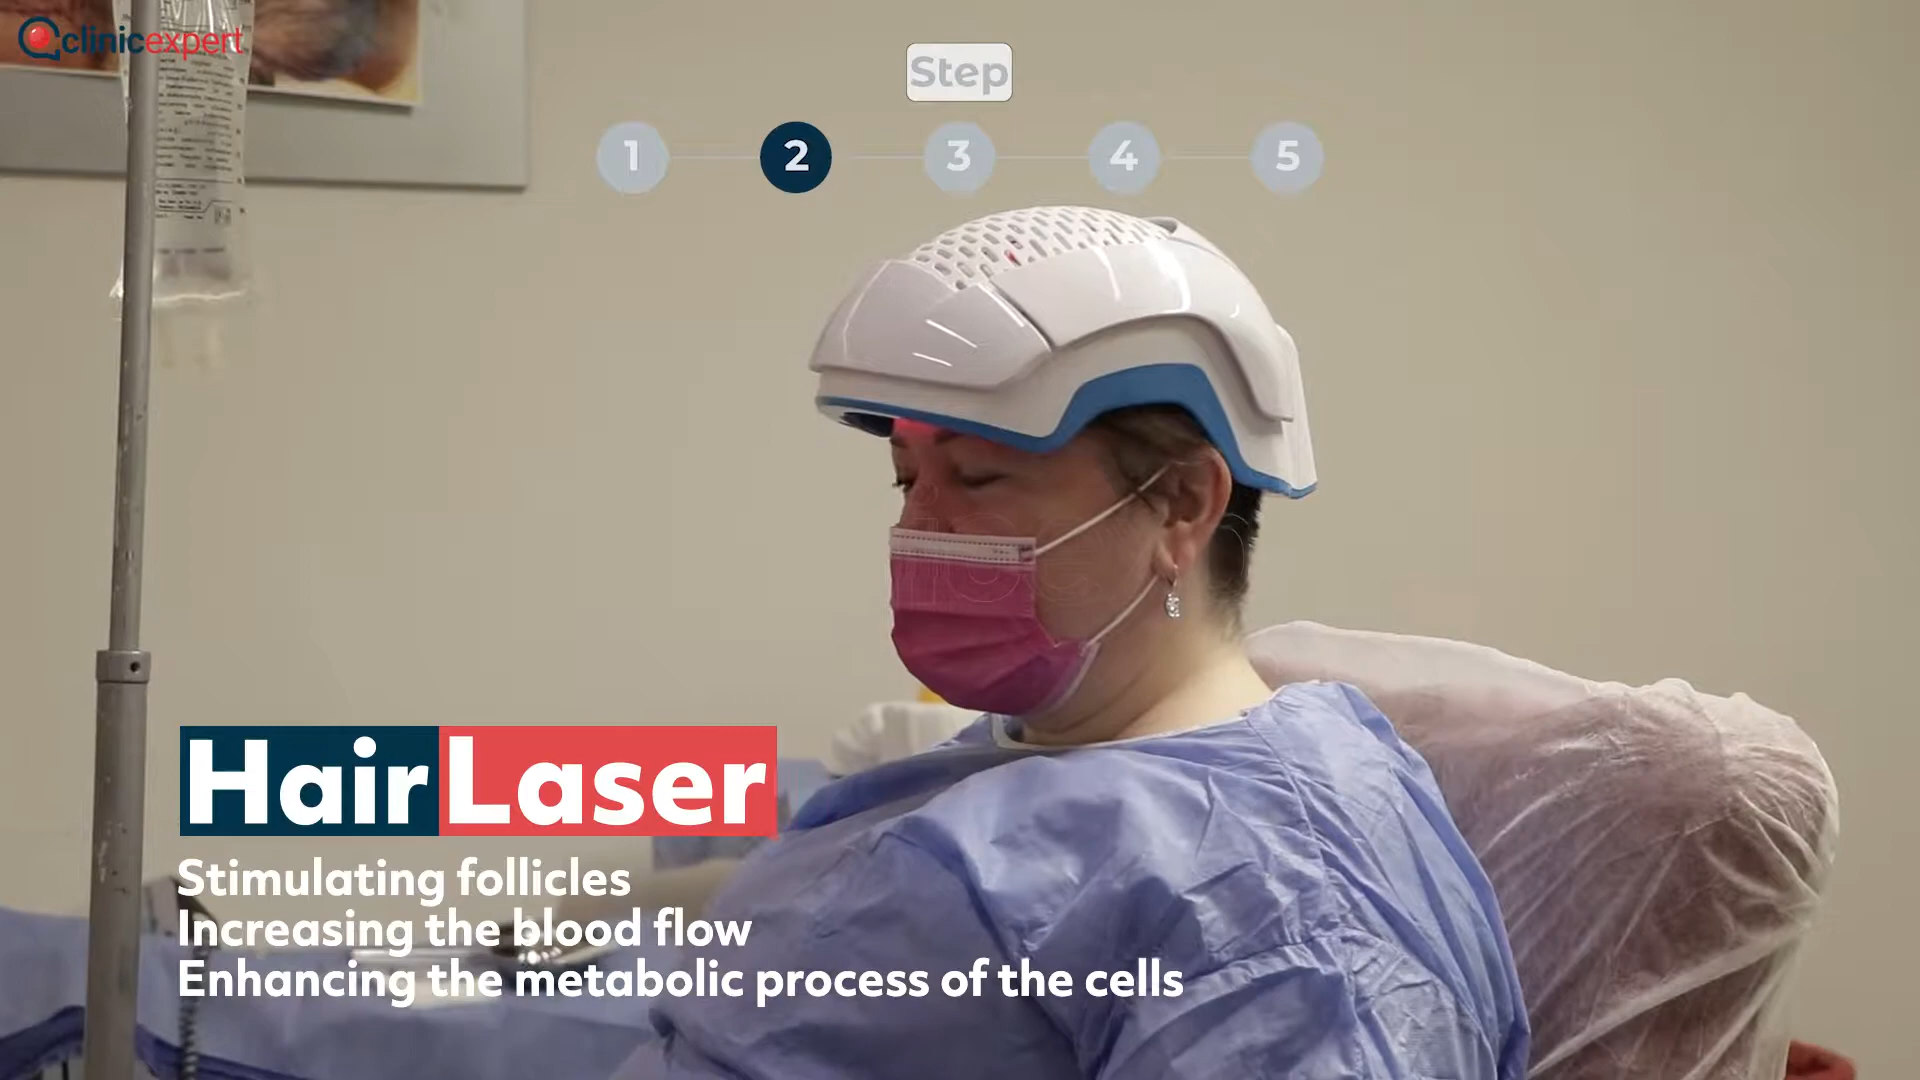 clinicexpert
Step
1 2 3 4 5
Hair Laser
Stimulating follicles
Increasing the blood flow
Enhancing the metabolic process of the cells